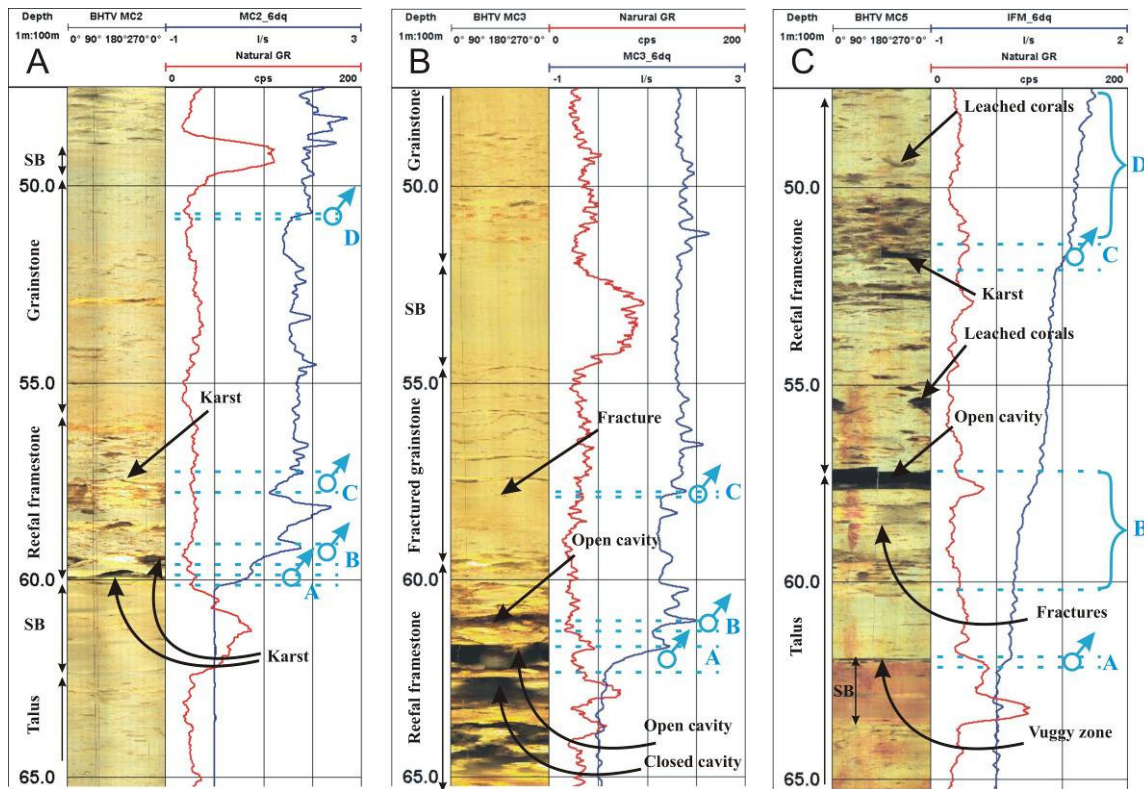 Depth
BHTV MC2
MC2_6dq
1m:100m
0° 90° 180°270° 0°
-1
l/s
3
Natural GR
0
cps
200
A
SB
50.0
D
Grainstone
55.0
Karst
Reefal framestone
C
B
60.0
A
SB
Karst
Talus
65.0
Depth
BHTV MC3
Narural GR
1m:100m
0° 90° 180°270° 0°
0
cps
200
MC3_6dq
-1
l/s
3
B
Grainstone
50.0
SB
55.0
Fracture
Fractured grainstone
C
Open cavity
60.0
B
A
Reefal framestone
Open cavity
Closed cavity
65.0
Depth
BHTV MC5
IFM_6dq
1m:100m
0° 90° 180°270° 0°
-1
l/s
2
Natural GR
0
cps
200
C
Leached corals
D
50.0
C
Karst
Reefal framestone
Leached corals
55.0
Open cavity
B
60.0
Fractures
Talus
A
SB
Vuggy zone
65.0